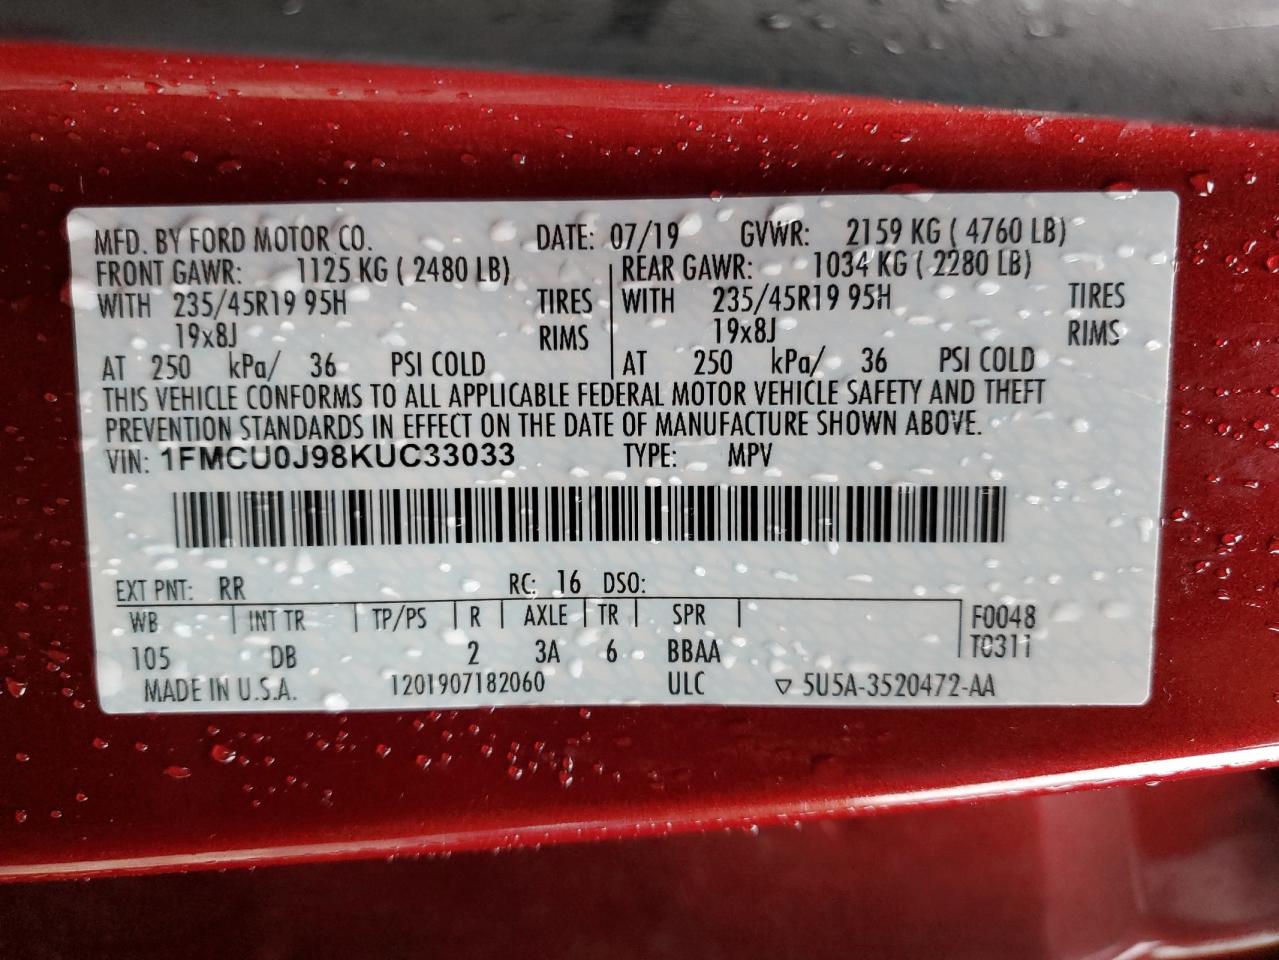 MFD. BY FORD MOTOR CO. DATE: 07/19 GVWR: 2159 KG ( 4760 LB)
FRONT GAWR: 1125 KG ( 2480 LB) REAR GAWR: 1034 KG ( 2280 LB)
WITH 235/45R19 95H TIRES WITH 235/45R19 95H TIRES
19x8J RIMS 19x8J RIMS
AT 250 kPa/ 36 PSI COLD AT 250 kPa/ 36 PSI COLD
THIS VEHICLE CONFORMS TO ALL APPLICABLE FEDERAL MOTOR VEHICLE SAFETY AND THEFT
PREVENTION STANDARDS IN EFFECT ON THE DATE OF MANUFACTURE SHOWN ABOVE.
VIN: 1FMCU0J98KUC33033 TYPE: MPV
EXT PNT: RR RC: 16 DSO:
WB INT TR TP/PS R AXLE TR SPR F0048
105 DB 2 3A 6 BBAA T0311
MADE IN U.S.A. 1201907182060 ULC ▽ 5U5A-3520472-AA